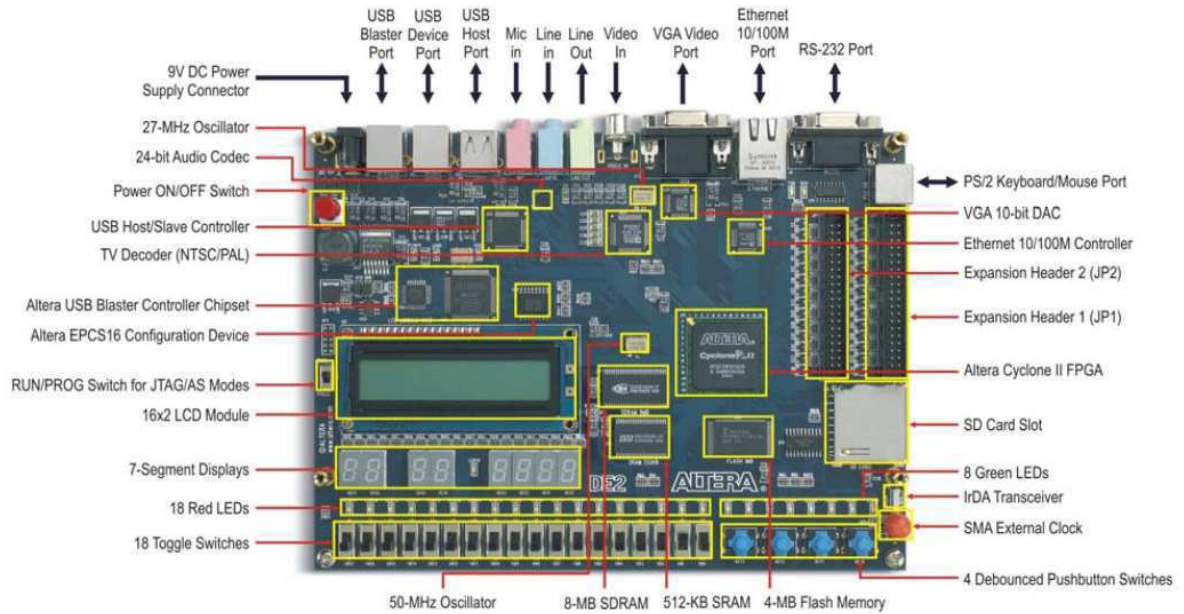 USB
Blaster
Port
USB
Device
Port
USB
Host
Port
Mic
in
Line
in
Line
Out
Video
In
VGA Video
Port
Ethernet
10/100M
Port
RS-232 Port
9V DC Power
Supply Connector
27-MHz Oscillator
24-bit Audio Codec
Power ON/OFF Switch
USB Host/Slave Controller
TV Decoder (NTSC/PAL)
Altera USB Blaster Controller Chipset
Altera EPCS16 Configuration Device
RUN/PROG Switch for JTAG/AS Modes
16x2 LCD Module
7-Segment Displays
18 Red LEDs
18 Toggle Switches
PS/2 Keyboard/Mouse Port
VGA 10-bit DAC
Ethernet 10/100M Controller
Expansion Header 2 (JP2)
Expansion Header 1 (JP1)
Altera Cyclone II FPGA
SD Card Slot
8 Green LEDs
IrDA Transceiver
SMA External Clock
4 Debounced Pushbutton Switches
50-MHz Oscillator
8-MB SDRAM
512-KB SRAM
4-MB Flash Memory
ALTERA
Cyclone II
DE2
ALTERA